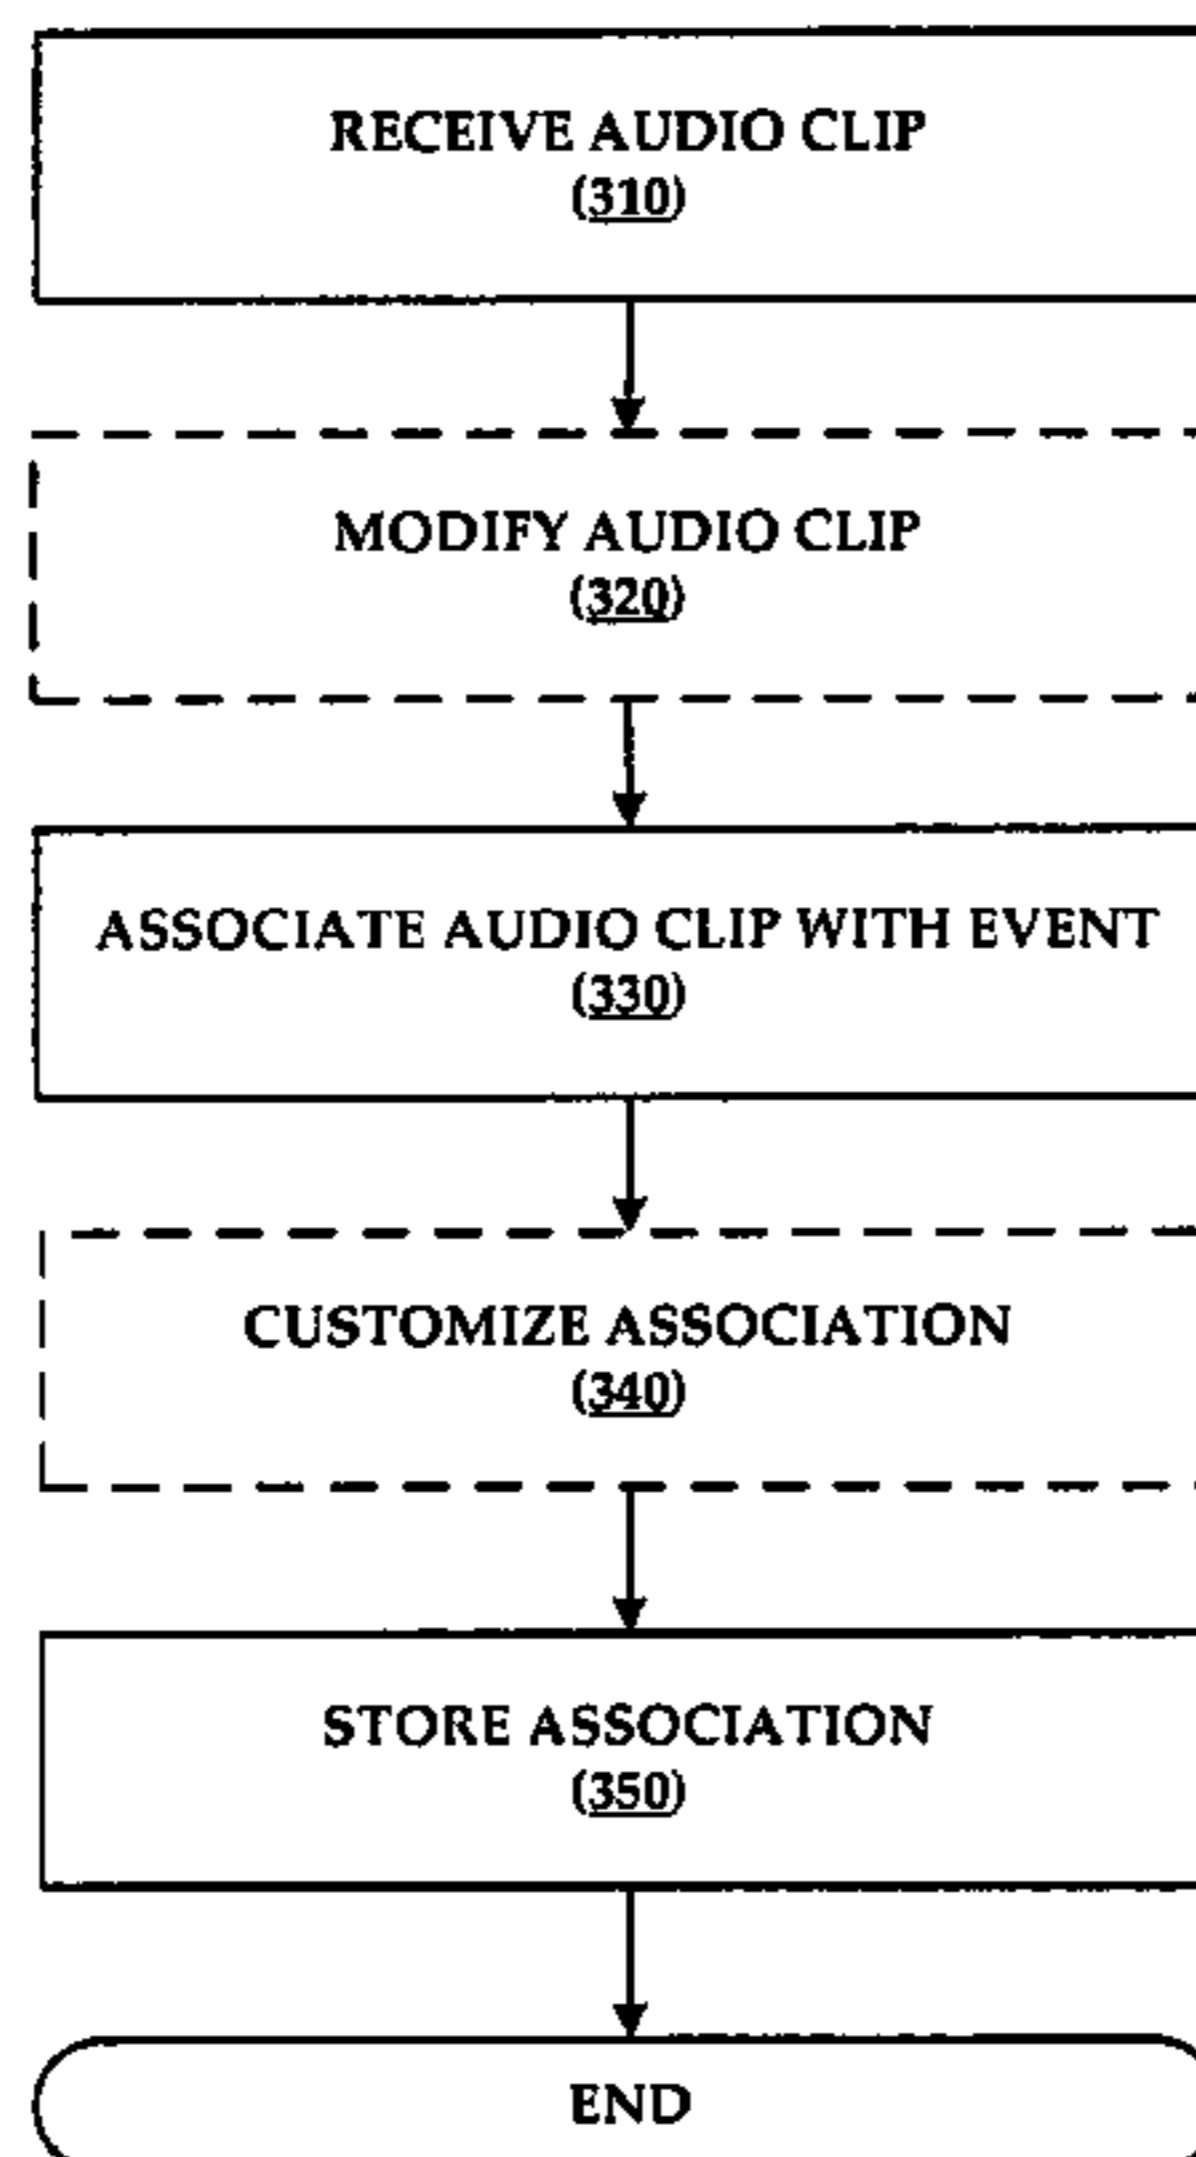 RECEIVE AUDIO CLIP
(310)
MODIFY AUDIO CLIP
(320)
ASSOCIATE AUDIO CLIP WITH EVENT
(330)
CUSTOMIZE ASSOCIATION
(340)
STORE ASSOCIATION
(350)
END